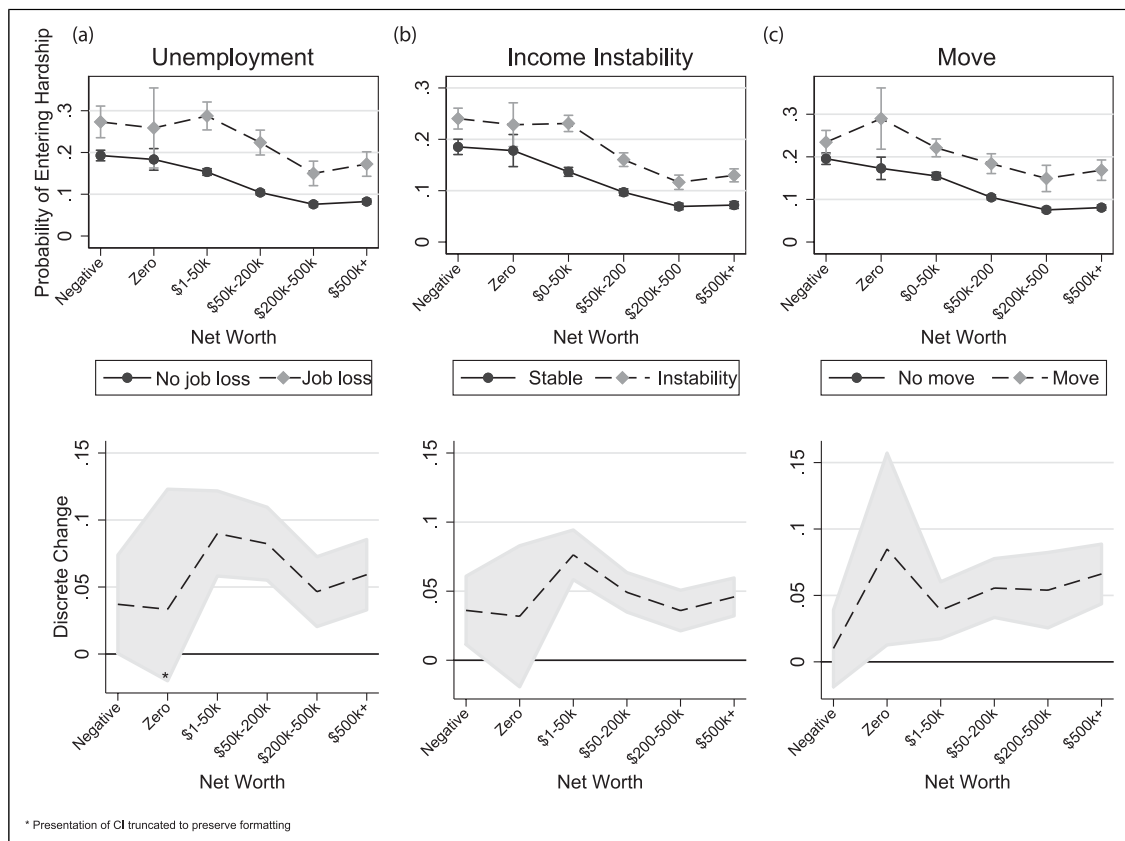 (a) (b) (c)
Unemployment Income Instability Move
Probability of Entering Hardship
.3 .2 .1 0
.3 .2 .1 0
.3 .2 .1 0
Negative Zero $1-50k $50k-200k $200k-500k $500k+
Negative Zero $0-50k $50k-200 $200k-500 $500k+
Negative Zero $0-50k $50k-200 $200-500 $500k+
Net Worth Net Worth Net Worth
No job loss Job loss Stable Instability No move Move
Discrete Change
.15 .1 .05 0
.15 .1 .05 0
.15 .1 .05 0
*
Negative Zero $1-50k $50k-200k $200k-500k $500k+
Negative Zero $1-50k $50-200k $200-500k $500k+
Negative Zero $1-50k $50-200k $200-500k $500k+
Net Worth Net Worth Net Worth
* Presentation of CI truncated to preserve formatting